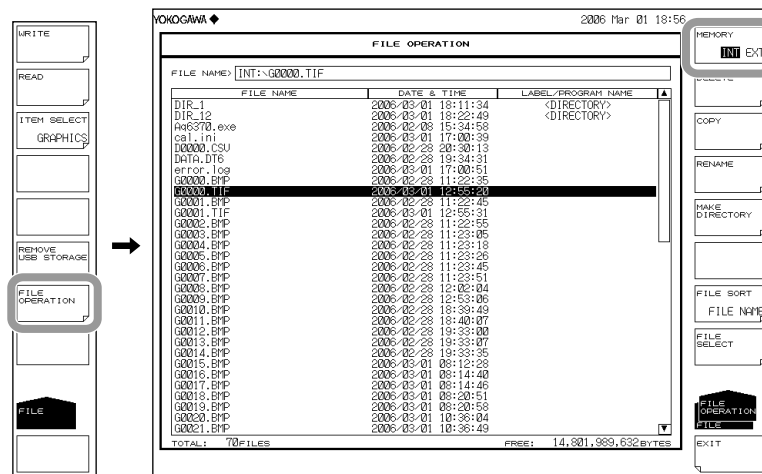 WRITE
READ
ITEM SELECT
GRAPHICS
REMOVE
USB STORAGE
FILE
OPERATION
FILE
YOKOGAWA ◆
2006 Mar 01 18:56
FILE OPERATION
FILE NAME> INT:\G0000.TIF
FILE NAME DATE & TIME LABEL/PROGRAM NAME
DIR_1 2006/03/01 18:11:34 <DIRECTORY>
DIR_12 2006/03/01 18:22:49 <DIRECTORY>
Aq6370.exe 2006/02/08 15:34:58
cal.ini 2006/03/01 17:00:39
D0000.CSV 2006/02/28 20:30:13
DATA.DT6 2006/02/28 19:34:31
error.log 2006/03/01 17:00:51
G0000.BMP 2006/02/28 11:22:35
G0000.TIF 2006/03/01 12:55:20
G0001.BMP 2006/02/28 11:22:45
G0001.TIF 2006/03/01 12:55:31
G0002.BMP 2006/02/28 11:22:55
G0003.BMP 2006/02/28 11:23:05
G0004.BMP 2006/02/28 11:23:18
G0005.BMP 2006/02/28 11:23:26
G0006.BMP 2006/02/28 11:23:45
G0007.BMP 2006/02/28 11:23:51
G0008.BMP 2006/02/28 12:02:04
G0009.BMP 2006/02/28 12:53:06
G0010.BMP 2006/02/28 18:39:49
G0011.BMP 2006/02/28 18:40:07
G0012.BMP 2006/02/28 19:33:00
G0013.BMP 2006/02/28 19:33:07
G0014.BMP 2006/02/28 19:33:35
G0015.BMP 2006/03/01 08:12:28
G0016.BMP 2006/03/01 08:14:40
G0017.BMP 2006/03/01 08:14:46
G0018.BMP 2006/03/01 08:20:51
G0019.BMP 2006/03/01 08:20:58
G0020.BMP 2006/03/01 10:36:04
G0021.BMP 2006/03/01 10:36:49
TOTAL: 70FILES FREE: 14,801,989,632BYTES
MEMORY
INT EXT
COPY
RENAME
MAKE
DIRECTORY
FILE SORT
FILE NAME
FILE
SELECT
FILE
OPERATION
FILE
EXIT